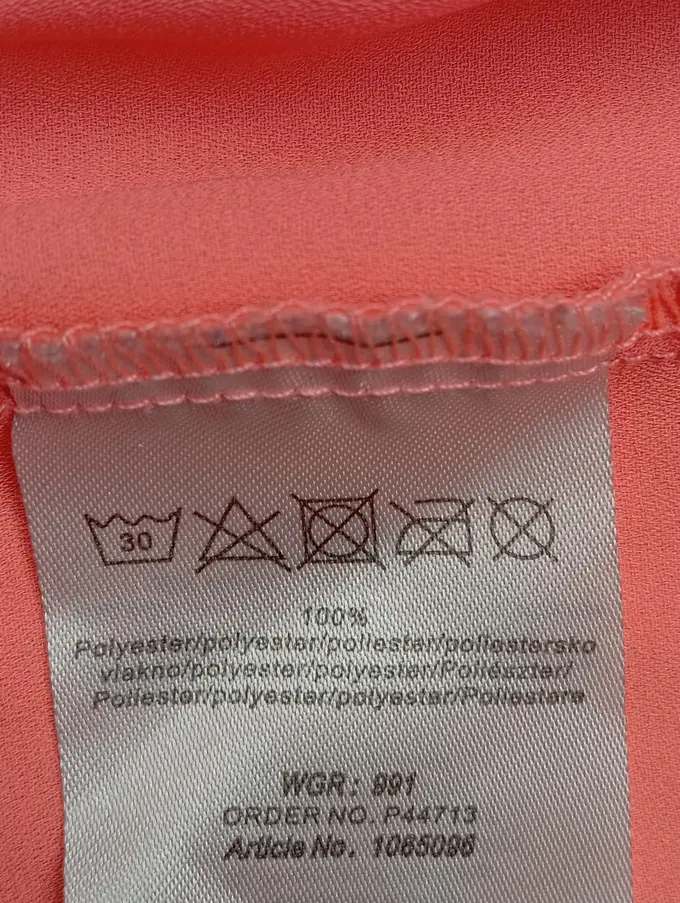 30
100%
Polyester/polyester/poliester/poliestersko
vlakno/polyester/polyester/Poliészter/
Poliester/polyester/polyester/Poliestere
WGR: 991
ORDER NO. P44713
Article No. 1065096